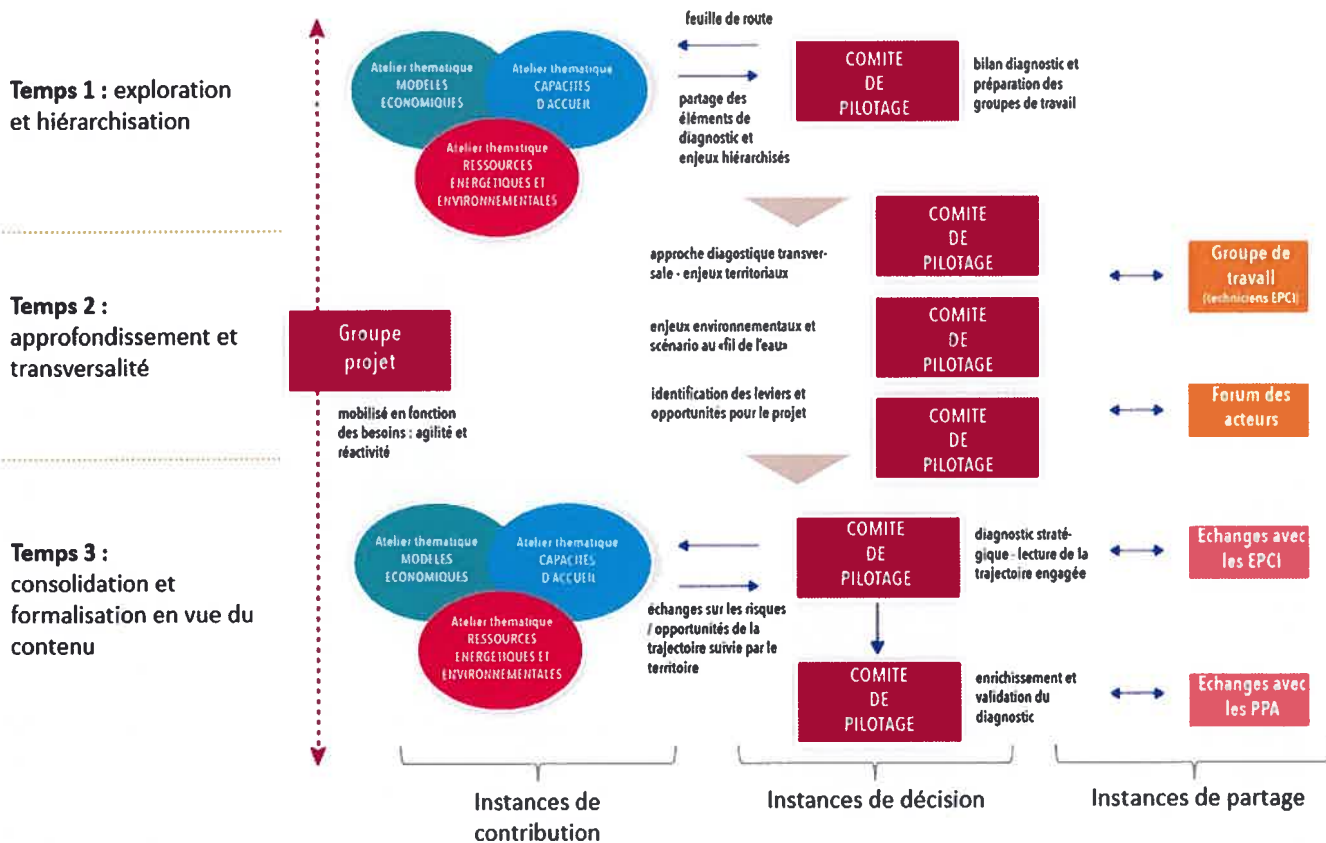 Temps 1 : exploration
et hiérarchisation
Atelier thematique
MODELES
ECONOMIQUES
Atelier thematique
CAPACITES
D'ACCUEIL
Atelier thematique
RESSOURCES
ENERGETIQUES ET
ENVIRONNEMENTALES
feuille de route
partage des
éléments de
diagnostic et
enjeux hiérarchisés
COMITE
DE
PILOTAGE
bilan diagnostic et
préparation des
groupes de travail
Temps 2 :
approfondissement et
transversalité
Groupe
projet
mobilisé en fonction
des besoins : agilité et
réactivité
approche diagostique transver-
sale - enjeux territoriaux
COMITE
DE
PILOTAGE
Groupe de
travail
(techniciens EPCI)
enjeux environnementaux et
scénario au «fil de l'eau»
COMITE
DE
PILOTAGE
identification des leviers et
opportunités pour le projet
COMITE
DE
PILOTAGE
Forum des
acteurs
Temps 3 :
consolidation et
formalisation en vue du
contenu
Atelier thematique
MODELES
ECONOMIQUES
Atelier thematique
CAPACITES
D'ACCUEIL
Atelier thematique
RESSOURCES
ENERGETIQUES ET
ENVIRONNEMENTALES
échanges sur les risques
/ opportunités de la
trajectoire suivie par le
territoire
COMITE
DE
PILOTAGE
diagnostic straté-
gique - lecture de la
trajectoire engagée
Echanges avec
les EPCI
COMITE
DE
PILOTAGE
enrichissement et
validation du
diagnostic
Echanges avec
les PPA
Instances de
contribution
Instances de décision
Instances de partage